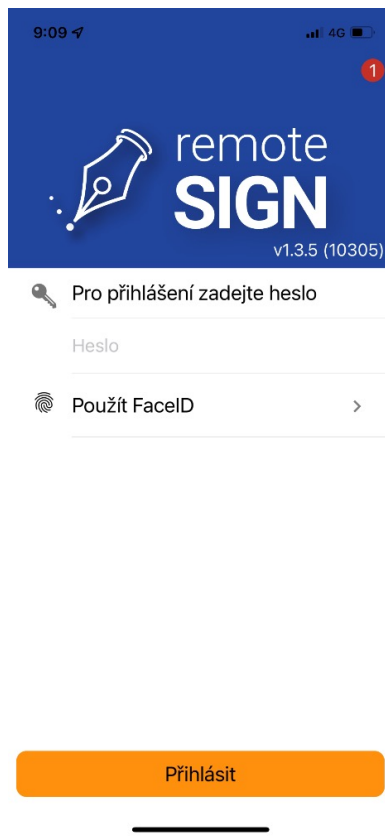 9:09
4G
1
remote
SIGN
v1.3.5 (10305)
Pro přihlášení zadejte heslo
Heslo
Použít FaceID
Přihlásit